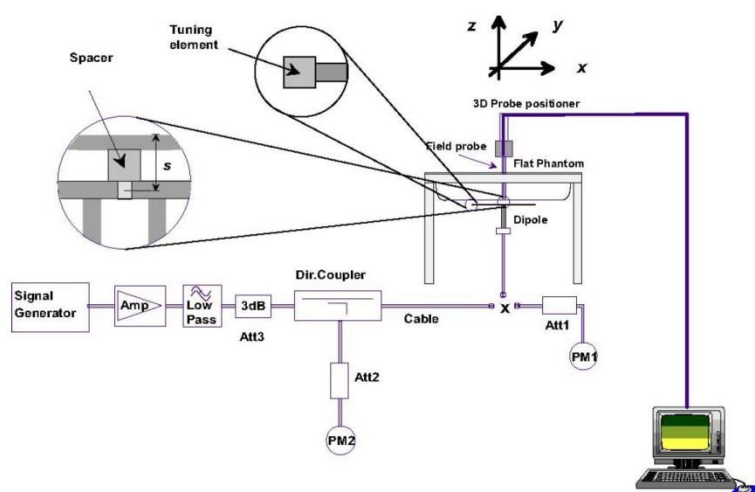 Tuning
element
z
y
x
Spacer
s
3D Probe positioner
Field probe
Flat Phantom
Dipole
Dir.Coupler
Signal
Generator
Amp
Low
Pass
3dB
Att3
Cable
x
Att1
PM1
Att2
PM2